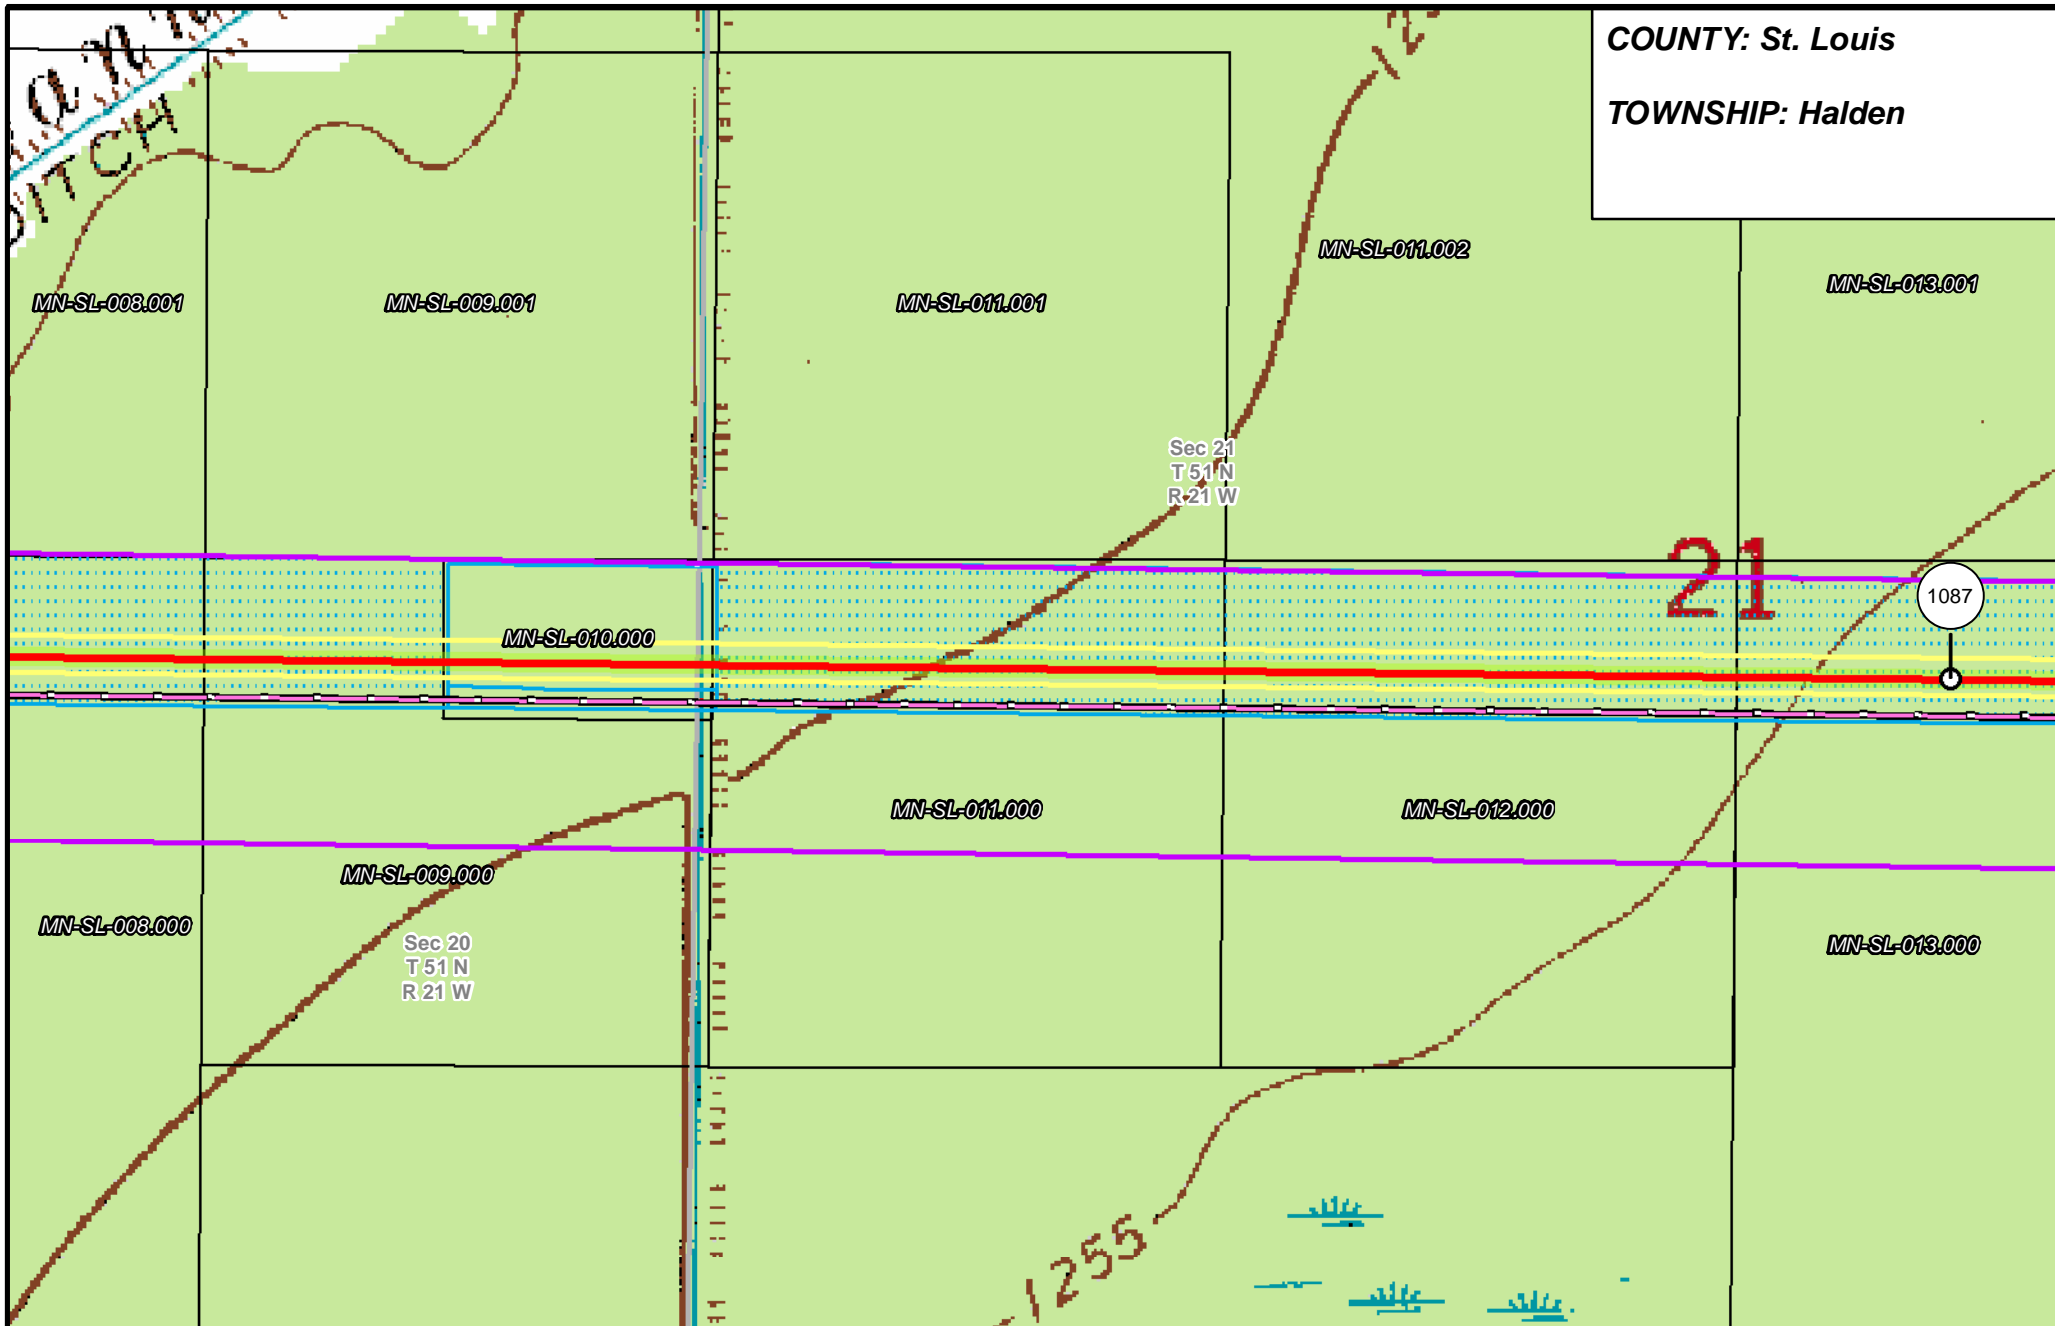 COUNTY: St. Louis
TOWNSHIP: Halden
DITCH
MN-SL-011.002
MN-SL-013.001
MN-SL-008.001
MN-SL-009.001
MN-SL-011.001
Sec 21
T 51 N
R 21 W
21
1087
MN-SL-010.000
MN-SL-011.000
MN-SL-012.000
MN-SL-009.000
MN-SL-008.000
Sec 20
T 51 N
R 21 W
MN-SL-013.000
1255